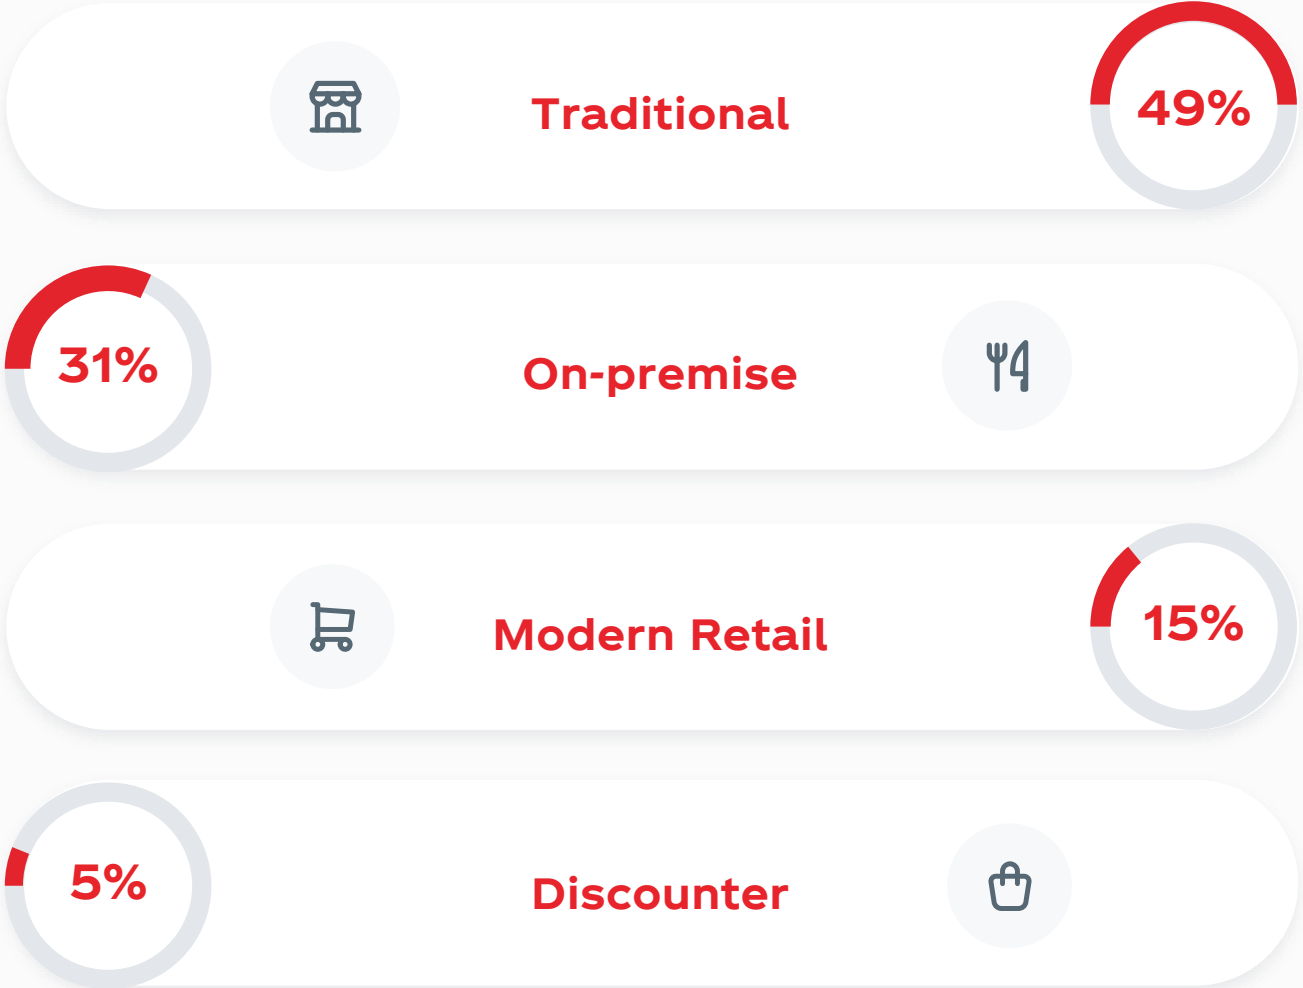 Traditional
49%
31%
On-premise
Modern Retail
15%
5%
Discounter